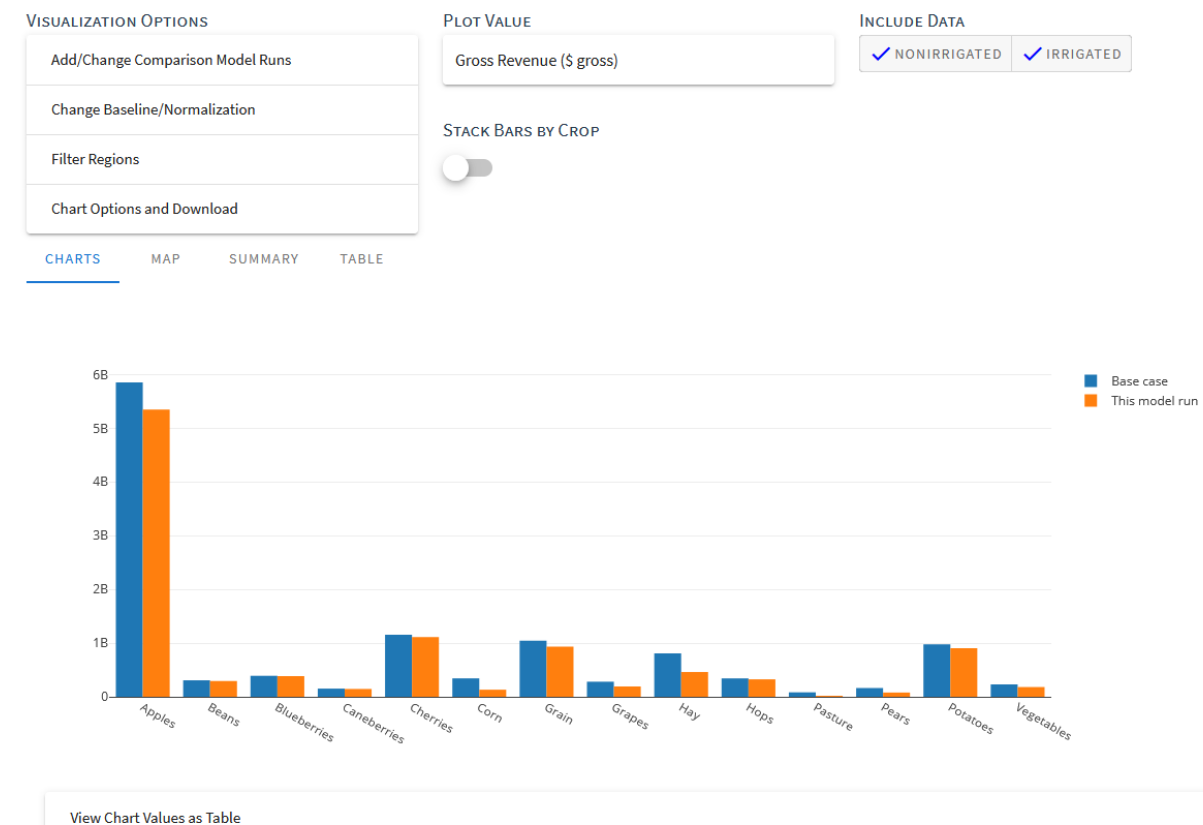 Visualization Options
Add/Change Comparison Model Runs
Change Baseline/Normalization
Filter Regions
Chart Options and Download
Plot Value
Gross Revenue ($ gross)
Stack Bars by Crop
Include Data
NONIRRIGATED
IRRIGATED
CHARTS
MAP
SUMMARY
TABLE
6B
5B
4B
3B
2B
1B
0
Apples
Beans
Blueberries
Caneberries
Cherries
Corn
Grain
Grapes
Hay
Hops
Pasture
Pears
Potatoes
Vegetables
Base case
This model run
View Chart Values as Table